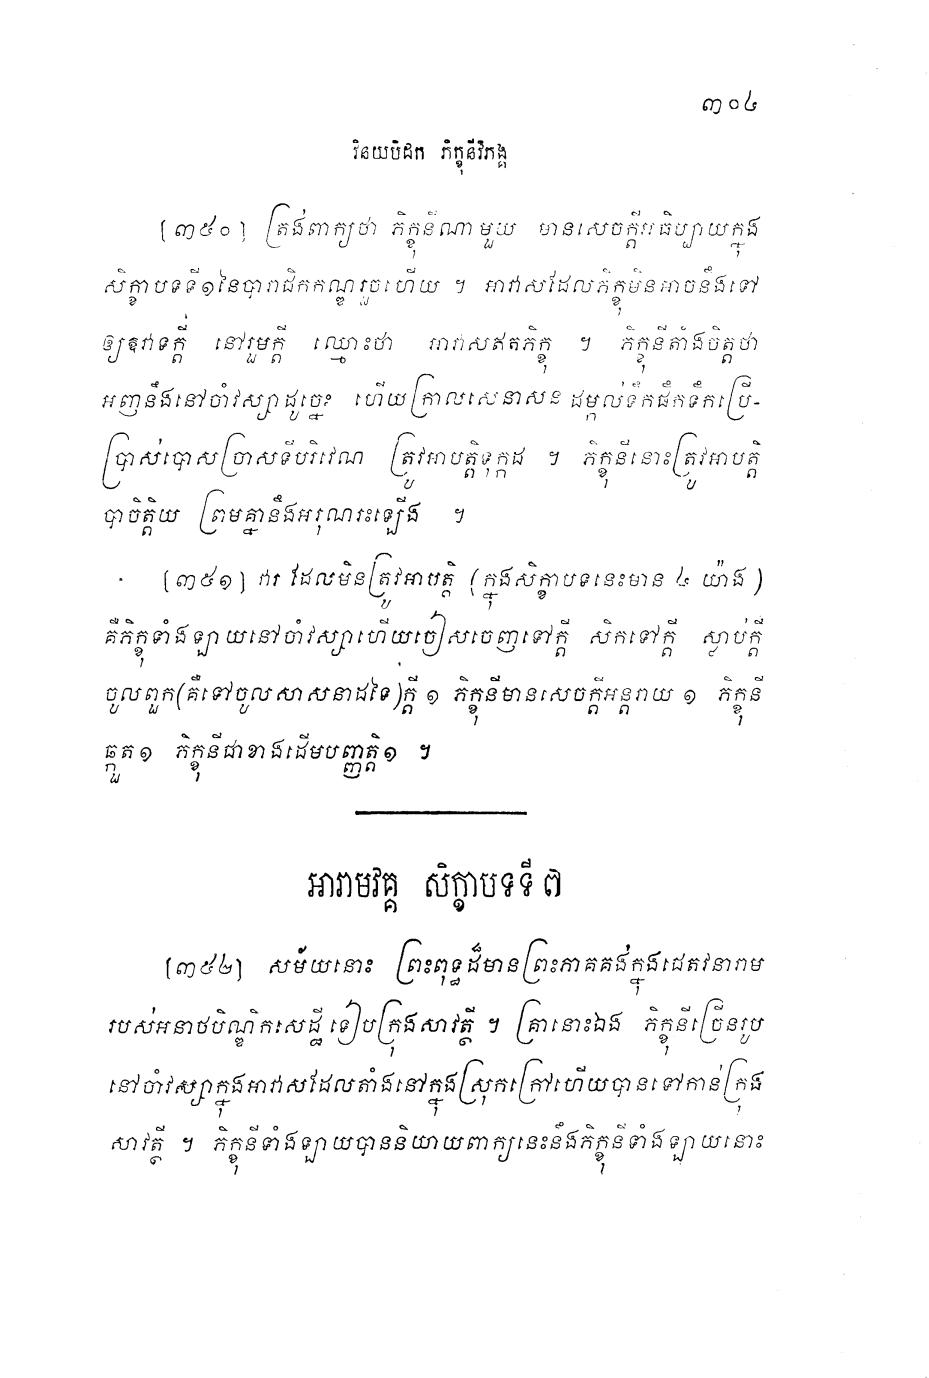 ៣០៤
វិនយបិដក ភិក្ខុនីវិភង្គ
[៣៥០] ត្រង់ពាក្យថា ភិក្ខុនីណាមួយ មានសេចក្តីអធិប្បាយក្នុង
សិក្ខាបទទី១នៃបារាជិកកណ្ឌរួចហើយ ។ អាវាសដែលភិក្ខុមិនអាចនឹងទៅ
ឲ្យឱវាទក្តី នៅរួមក្តី ឈ្មោះថា អាវាសឥតភិក្ខុ ។ ភិក្ខុនីតាំងចិត្តថា
អញនឹងនៅចាំវស្សាដូច្នេះ ហើយក្រាលសេនាសនៈ ដម្កល់ទឹកផឹកទឹកប្រើ-
ប្រាស់បោសច្រាសទីបរិវេណ ត្រូវអាបត្តិទុក្កដ ។ ភិក្ខុនីនោះត្រូវអាបត្តិ
បាចិត្តិយ ព្រមគ្នានឹងអរុណរះឡើង ។
[៣៥១] វារៈ ដែលមិនត្រូវអាបត្តិ (ក្នុងសិក្ខាបទនេះមាន ៤ យ៉ាង)
គឺភិក្ខុទាំងឡាយនៅចាំវស្សាហើយចៀសចេញទៅក្តី សិកទៅក្តី ស្លាប់ក្តី
ចូលពួក(គឺទៅចូលសាសនាដទៃ)ក្តី ១ ភិក្ខុនីមានសេចក្តីអន្តរាយ ១ ភិក្ខុនី
ឆ្កួត ១ ភិក្ខុនីជាខាងដើមបញ្ញត្តិ ១ ។
អារាមវគ្គ សិក្ខាបទទី ៧
[៣៥២] សម័យនោះ ព្រះពុទ្ធដ៏មានព្រះភាគគង់ក្នុងជេតវនារាម
របស់អនាថបិណ្ឌិកសេដ្ឋី ទៀបក្រុងសាវត្ថី ។ គ្រានោះឯង ភិក្ខុនីច្រើនរូប
នៅចាំវស្សាក្នុងអាវាសដែលតាំងនៅក្នុងស្រុកក្រៅហើយបានទៅកាន់ក្រុង
សាវត្ថី ។ ភិក្ខុនីទាំងឡាយបាននិយាយពាក្យនេះនឹងភិក្ខុនីទាំងឡាយនោះ